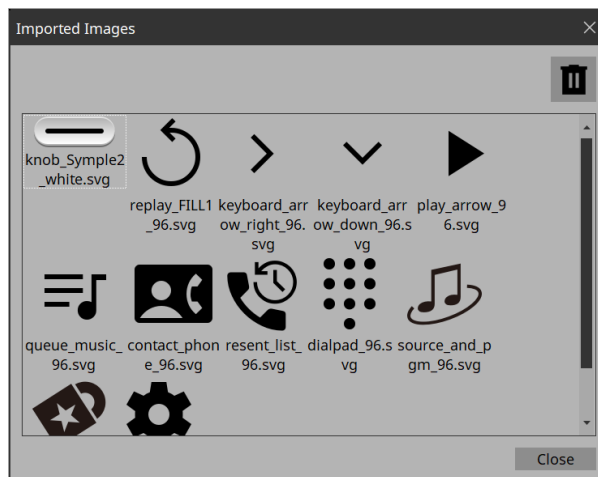 Imported Images
knob_Symple2
_white.svg
replay_FILL1
_96.svg
keyboard_arr
ow_right_96.
svg
keyboard_arr
ow_down_96.s
vg
play_arrow_9
6.svg
queue_music_
96.svg
contact_phon
e_96.svg
resent_list_
96.svg
dialpad_96.s
vg
source_and_p
gm_96.svg
Close